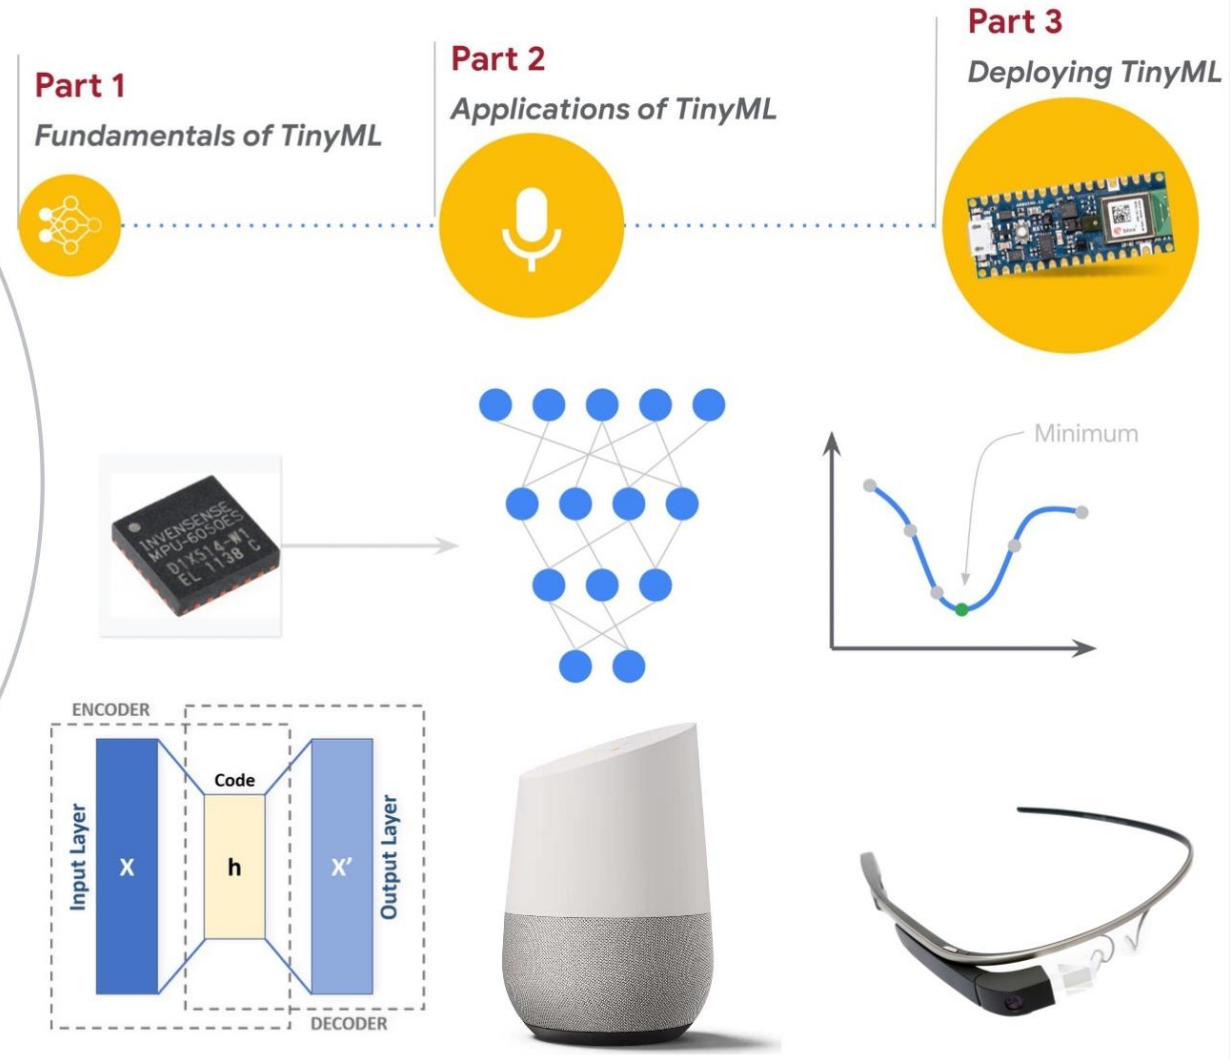 Part 1
Fundamentals of TinyML
Part 2
Applications of TinyML
Part 3
Deploying TinyML
Minimum
INVENSENSE
MPU-6050ES
D1X514-W1
EL 1138 C
ENCODER
Input Layer
X
Code
h
X’
Output Layer
DECODER